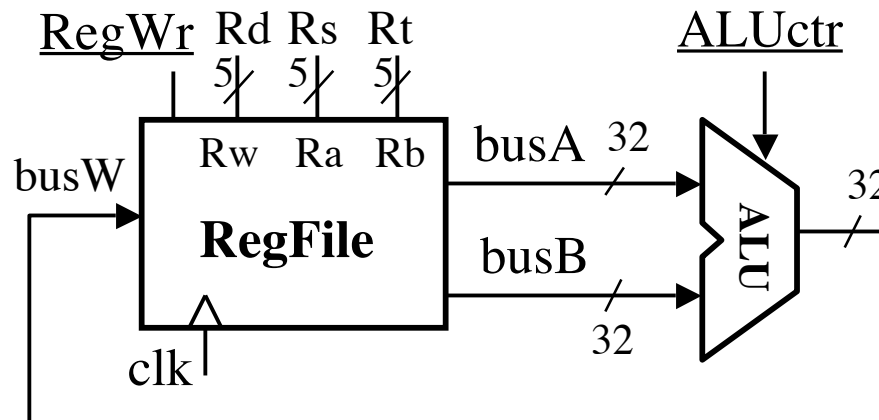 RegWr Rd Rs Rt ALUctr
5 5 5
Rw Ra Rb busA 32
busW 32
RegFile ALU
busB
32
clk